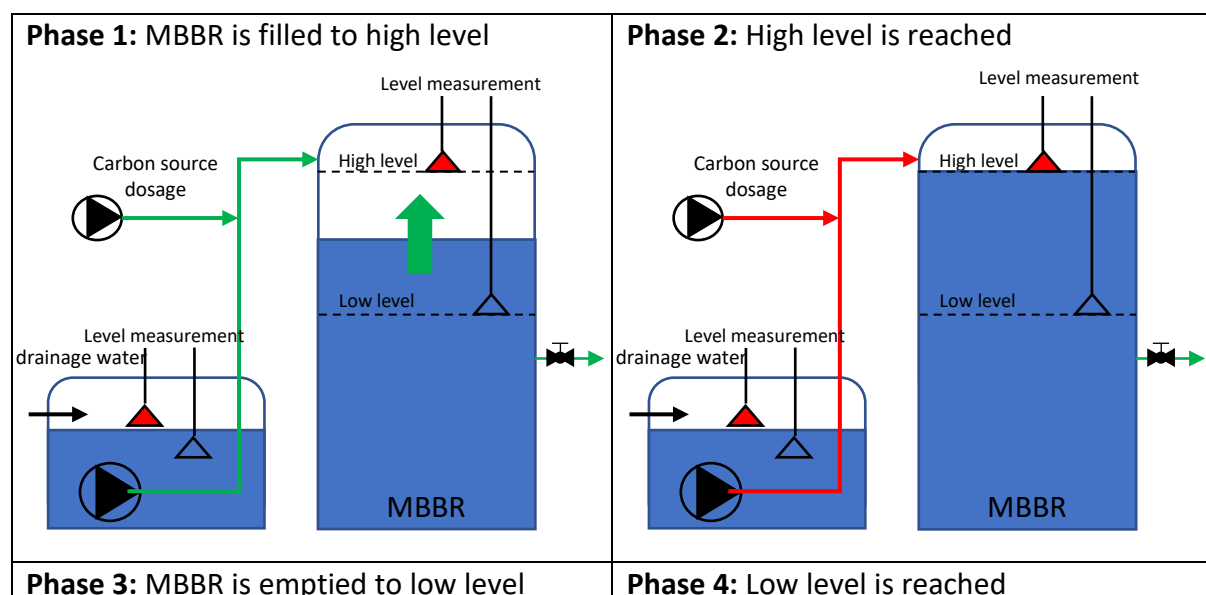 Phase 1: MBBR is filled to high level
Level measurement
High level
Carbon source
dosage
Low level
Level measurement
drainage water
MBBR
Phase 2: High level is reached
Level measurement
High level
Carbon source
dosage
Low level
Level measurement
drainage water
MBBR
Phase 3: MBBR is emptied to low level
Phase 4: Low level is reached